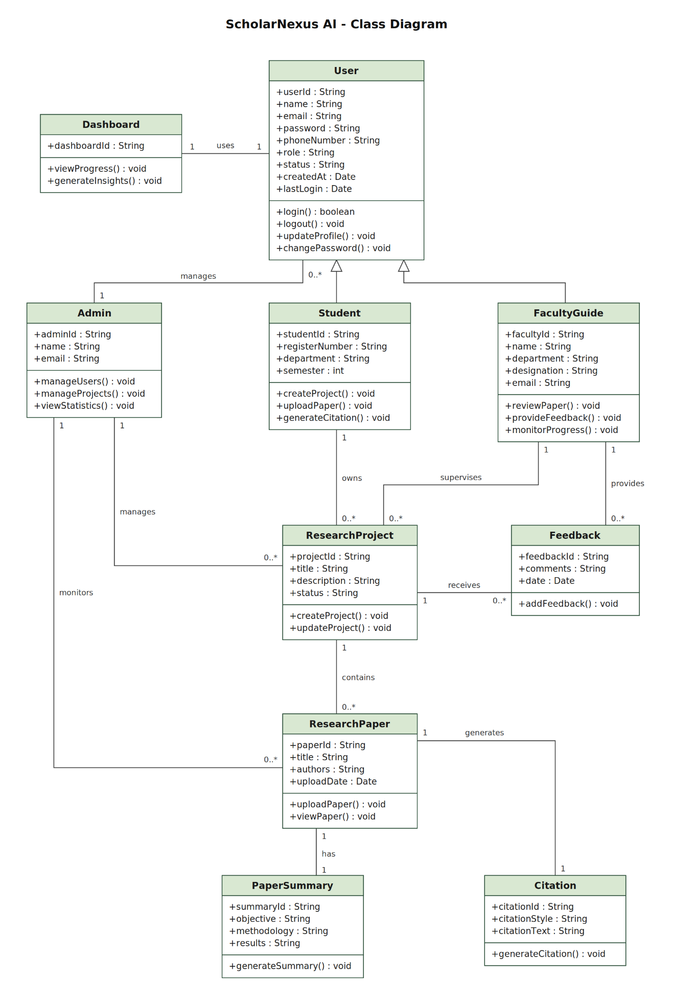 ScholarNexus AI - Class Diagram
User
+userId : String
+name : String
+email : String
+password : String
+phoneNumber : String
+role : String
+status : String
+createdAt : Date
+lastLogin : Date
+login() : boolean
+logout() : void
+updateProfile() : void
+changePassword() : void
Dashboard
+dashboardId : String
+viewProgress() : void
+generateInsights() : void
1
uses
1
manages
0..*
1
Admin
+adminId : String
+name : String
+email : String
+manageUsers() : void
+manageProjects() : void
+viewStatistics() : void
Student
+studentId : String
+registerNumber : String
+department : String
+semester : int
+createProject() : void
+uploadPaper() : void
+generateCitation() : void
FacultyGuide
+facultyId : String
+name : String
+department : String
+designation : String
+email : String
+reviewPaper() : void
+provideFeedback() : void
+monitorProgress() : void
1
1
1
1
1
owns
supervises
provides
manages
0..*
0..*
0..*
ResearchProject
+projectId : String
+title : String
+description : String
+status : String
+createProject() : void
+updateProject() : void
Feedback
+feedbackId : String
+comments : String
+date : Date
+addFeedback() : void
0..*
receives
1
0..*
monitors
1
contains
0..*
ResearchPaper
+paperId : String
+title : String
+authors : String
+uploadDate : Date
+uploadPaper() : void
+viewPaper() : void
1
generates
0..*
1
has
1
1
PaperSummary
+summaryId : String
+objective : String
+methodology : String
+results : String
+generateSummary() : void
Citation
+citationId : String
+citationStyle : String
+citationText : String
+generateCitation() : void